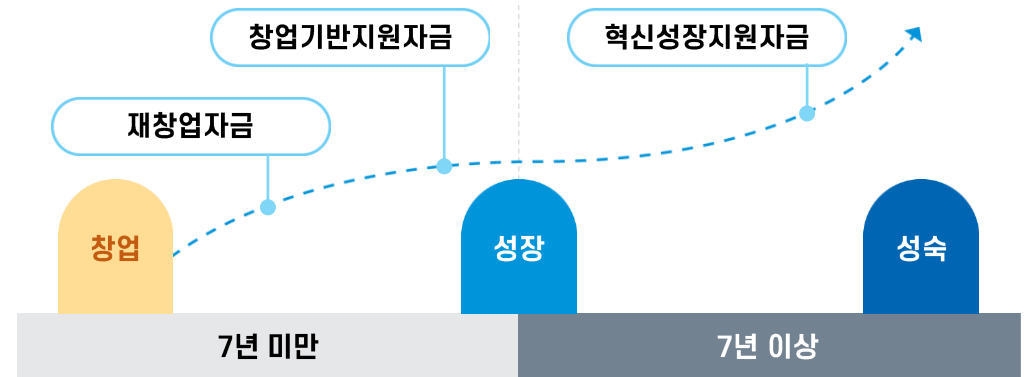 창업기반지원자금
혁신성장지원자금
재창업자금
창업
성장
성숙
7년 미만
7년 이상